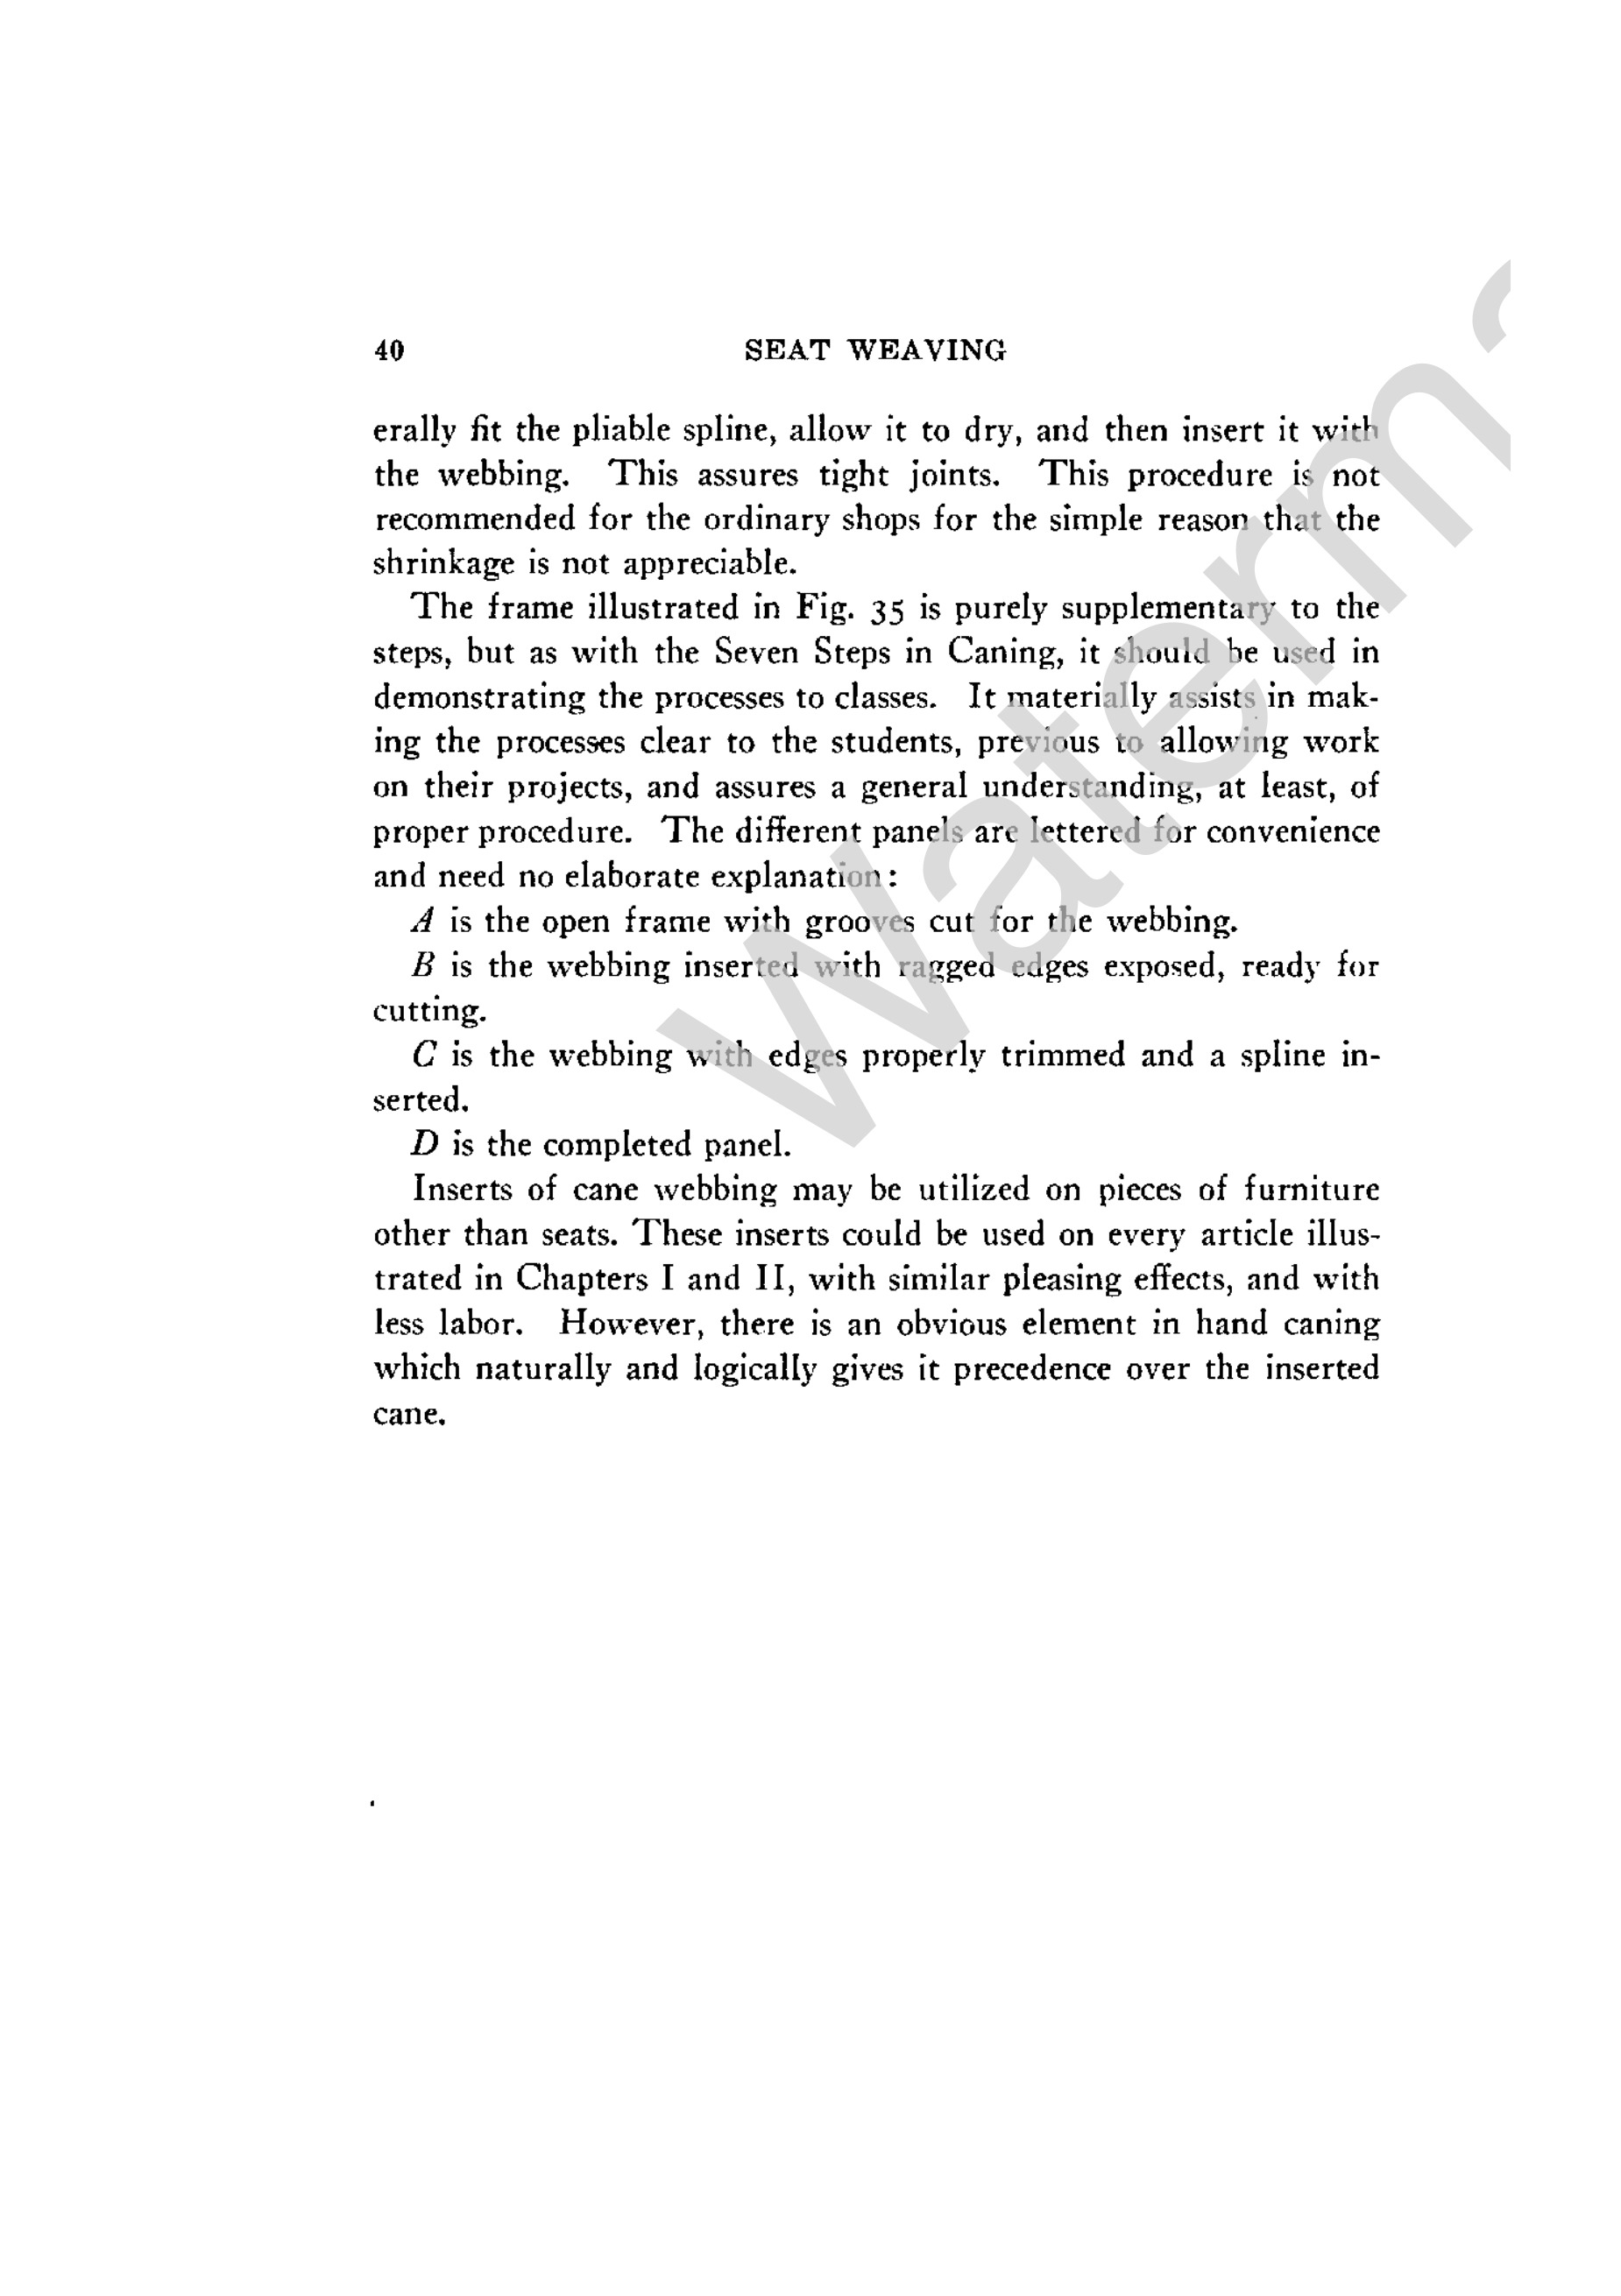 40 SEAT WEAVING
erally fit the pliable spline, allow it to dry, and then insert it with
the webbing. This assures tight joints. This procedure is not
recommended for the ordinary shops for the simple reason that the
shrinkage is not appreciable.
The frame illustrated in Fig. 35 is purely supplementary to the
steps, but as with the Seven Steps in Caning, it should be used in
demonstrating the processes to classes. It materially assists in mak-
ing the processes clear to the students, previous to allowing work
on their projects, and assures a general understanding, at least, of
proper procedure. The different panels are lettered for convenience
and need no elaborate explanation:
A is the open frame with grooves cut for the webbing.
B is the webbing inserted with ragged edges exposed, ready for
cutting.
C is the webbing with edges properly trimmed and a spline in-
serted.
D is the completed panel.
Inserts of cane webbing may be utilized on pieces of furniture
other than seats. These inserts could be used on every article illus-
trated in Chapters I and II, with similar pleasing effects, and with
less labor. However, there is an obvious element in hand caning
which naturally and logically gives it precedence over the inserted
cane.
Waterm